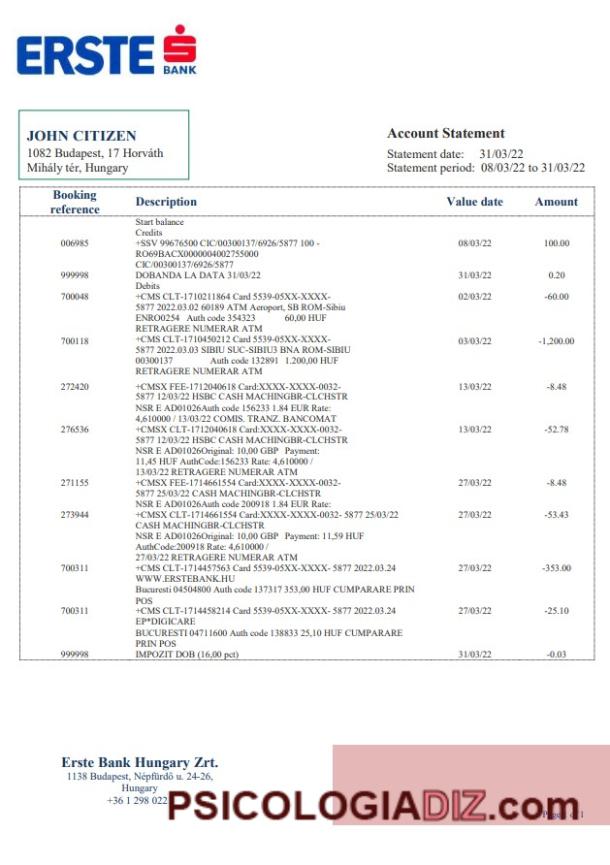 ERSTE
BANK
JOHN CITIZEN
1082 Budapest, 17 Horváth
Mihály tér, Hungary
Account Statement
Statement date: 31/03/22
Statement period: 08/03/22 to 31/03/22
Booking reference Description Value date Amount
Start balance
Credits
006985 +SSV 99676500 CIC/00300137/6926/5877 100 - 08/03/22 100.00
RO69BACX0000004002755000
CIC/00300137/6926/5877
999998 DOBANDA LA DATA 31/03/22 31/03/22 0.20
Debits
700048 +CMS CLT-1710211864 Card 5539-05XX-XXXX- 02/03/22 -60.00
5877 2022.03.02 60189 ATM Aeroport, SB ROM-Sibiu
ENRO0254 Auth code 354323 60,00 HUF
RETRAGERE NUMERAR ATM
700118 +CMS CLT-1710450212 Card 5539-05XX-XXXX- 03/03/22 -1,200.00
5877 2022.03.03 SIBIU SUC-SIBIU3 BNA ROM-SIBIU
00300137 Auth code 132891 1.200,00 HUF
RETRAGERE NUMERAR ATM
272420 +CMSX FEE-1712040618 Card:XXXX-XXXX-0032- 13/03/22 -8.48
5877 12/03/22 HSBC CASH MACHINGBR-CLCHSTR
NSR E AD01026Auth code 156233 1.84 EUR Rate:
4,610000 / 13/03/22 COMIS. TRANZ. BANCOMAT
276536 +CMSX CLT-1712040618 Card:XXXX-XXXX-0032- 13/03/22 -52.78
5877 12/03/22 HSBC CASH MACHINGBR-CLCHSTR
NSR E AD01026Original: 10,00 GBP Payment:
11,45 HUF AuthCode:156233 Rate: 4,610000 /
13/03/22 RETRAGERE NUMERAR ATM
271155 +CMSX FEE-1714661554 Card:XXXX-XXXX-0032- 27/03/22 -8.48
5877 25/03/22 CASH MACHINGBR-CLCHSTR
NSR E AD01026Auth code 200918 1.84 EUR Rate:
273944 +CMSX CLT-1714661554 Card:XXXX-XXXX-0032- 5877 25/03/22 27/03/22 -53.43
CASH MACHINGBR-CLCHSTR
NSR E AD01026Original: 10,00 GBP Payment: 11,59 HUF
AuthCode:200918 Rate: 4,610000 /
27/03/22 RETRAGERE NUMERAR ATM
700311 +CMS CLT-1714457563 Card 5539-05XX-XXXX- 5877 2022.03.24 27/03/22 -353.00
WWW.ERSTEBANK.HU
Bucuresti 04504800 Auth code 137317 353,00 HUF CUMPARARE PRIN
POS
700311 +CMS CLT-1714458214 Card 5539-05XX-XXXX- 5877 2022.03.24 27/03/22 -25.10
EP*DIGICARE
BUCURESTI 04711600 Auth code 138833 25,10 HUF CUMPARARE
PRIN POS
999998 IMPOZIT DOB (16,00 pct) 31/03/22 -0.03
Erste Bank Hungary Zrt.
1138 Budapest, Népfürdő u. 24-26,
Hungary
+36 1 298 022
PSICOLOGIADIZ.com